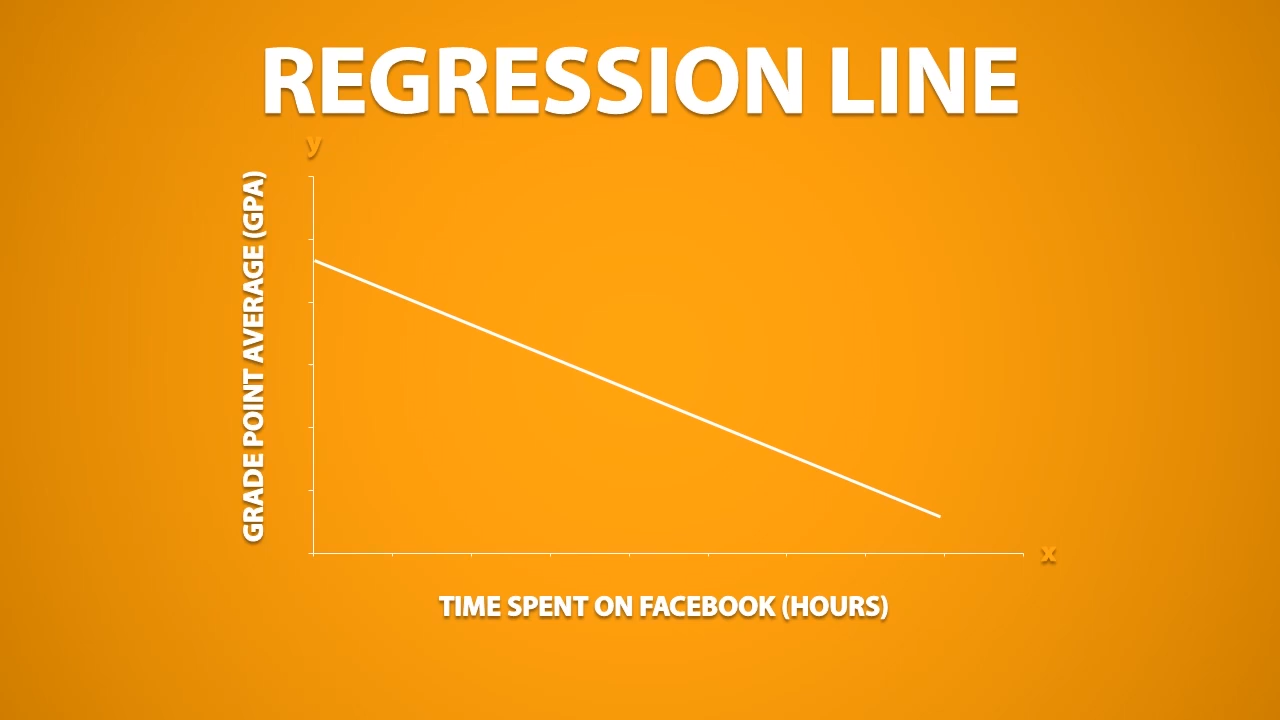 REGRESSION LINE
y
GRADE POINT AVERAGE (GPA)
x
TIME SPENT ON FACEBOOK (HOURS)